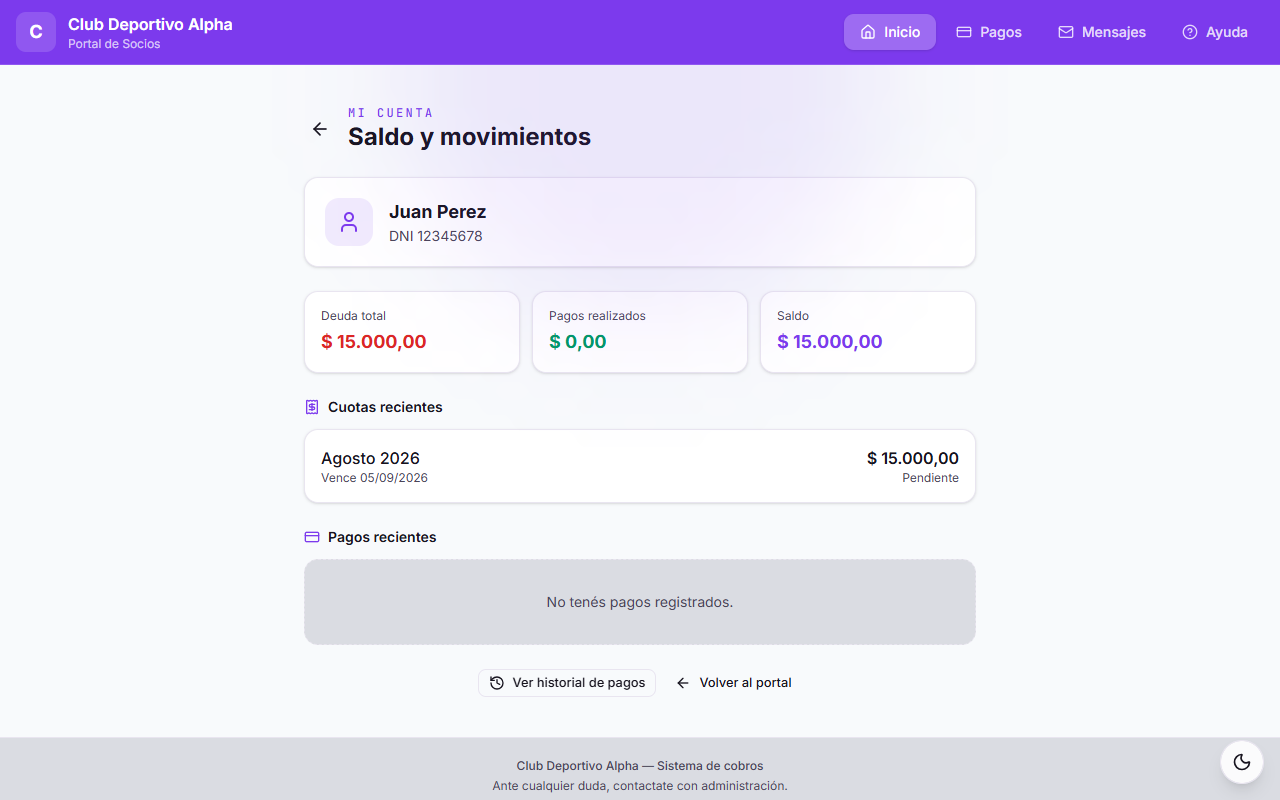 C
Club Deportivo Alpha
Portal de Socios
Inicio
Pagos
Mensajes
Ayuda
MI CUENTA
Saldo y movimientos
Juan Perez
DNI 12345678
Deuda total
$ 15.000,00
Pagos realizados
$ 0,00
Saldo
$ 15.000,00
Cuotas recientes
Agosto 2026
$ 15.000,00
Vence 05/09/2026
Pendiente
Pagos recientes
No tenés pagos registrados.
Ver historial de pagos
Volver al portal
Club Deportivo Alpha — Sistema de cobros
Ante cualquier duda, contactate con administración.